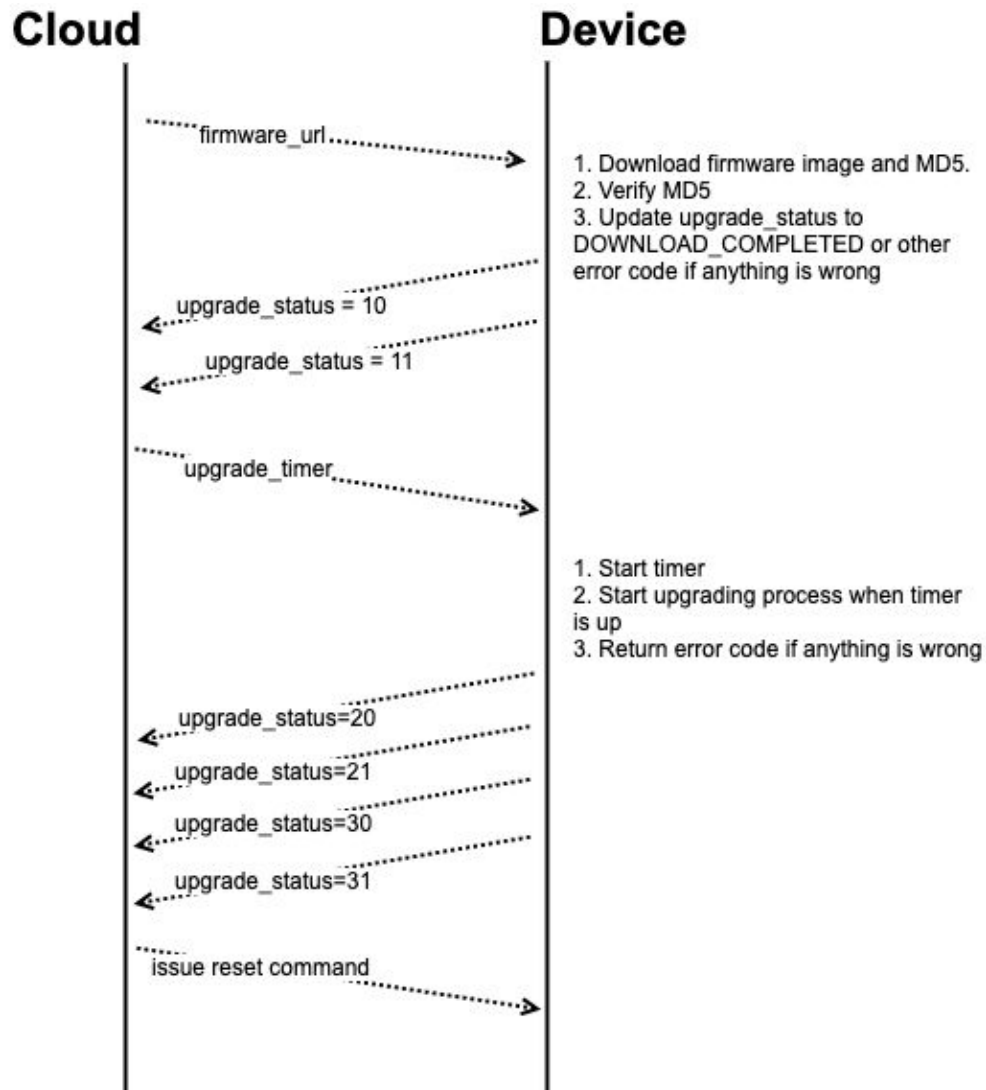 Cloud
Device
firmware_url
1. Download firmware image and MD5.
2. Verify MD5
3. Update upgrade_status to
DOWNLOAD_COMPLETED or other
error code if anything is wrong
upgrade_status = 10
upgrade_status = 11
upgrade_timer
1. Start timer
2. Start upgrading process when timer
is up
3. Return error code if anything is wrong
upgrade_status=20
upgrade_status=21
upgrade_status=30
upgrade_status=31
issue reset command